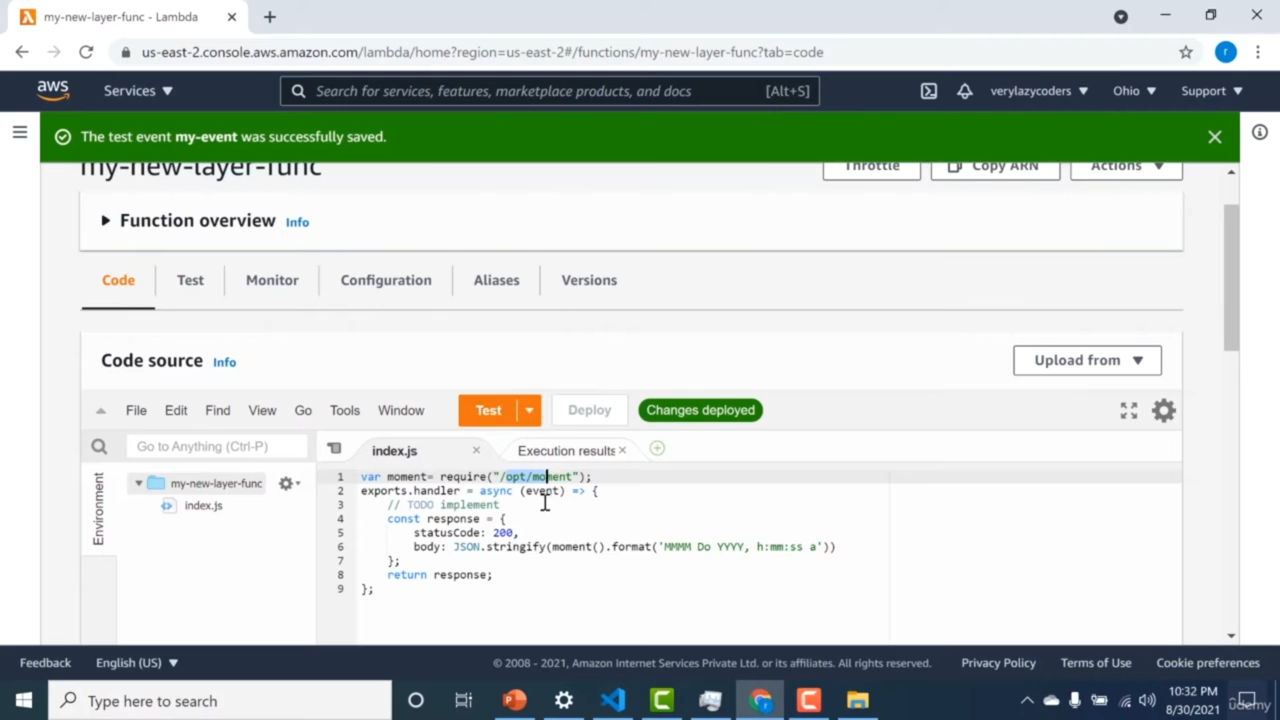 my-new-layer-func - Lambda
us-east-2.console.aws.amazon.com/lambda/home?region=us-east-2#/functions/my-new-layer-func?tab=code
r
aws
Services
Search for services, features, marketplace products, and docs
[Alt+S]
verylazycoders
Ohio
Support
The test event my-event was successfully saved.
my-new-layer-func
Throttle
Copy ARN
Actions
Function overview
Info
Code
Test
Monitor
Configuration
Aliases
Versions
Code source
Info
Upload from
File
Edit
Find
View
Go
Tools
Window
Test
Deploy
Changes deployed
Go to Anything (Ctrl-P)
index.js
Execution results
Environment
my-new-layer-func
index.js
1 var moment= require("/opt/moment");
2 exports.handler = async (event) => {
3 // TODO implement
4 const response = {
5 statusCode: 200,
6 body: JSON.stringify(moment().format('MMMM Do YYYY, h:mm:ss a'))
7 };
8 return response;
9 };
Feedback
English (US)
© 2008 - 2021, Amazon Internet Services Private Ltd. or its affiliates. All rights reserved.
Privacy Policy
Terms of Use
Cookie preferences
Type here to search
10:32 PM
8/30/2021
udemy